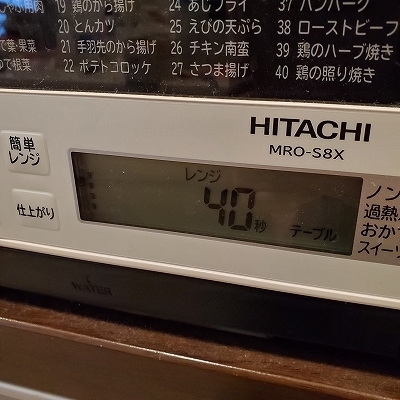 19 鶏のから揚げ
20 とんカツ
21 手羽先のから揚げ
22 ポテトコロッケ
24 あじフライ
25 えびの天ぷら
26 チキン南蛮
27 さつま揚げ
37 ハンバーグ
38 ローストビーフ
39 鶏のハーブ焼き
40 鶏の照り焼き
HITACHI
MRO-S8X
簡単
レンジ
仕上がり
レンジ
40秒
テーブル
ノン
過熱
おかず
スイーツ
WATER